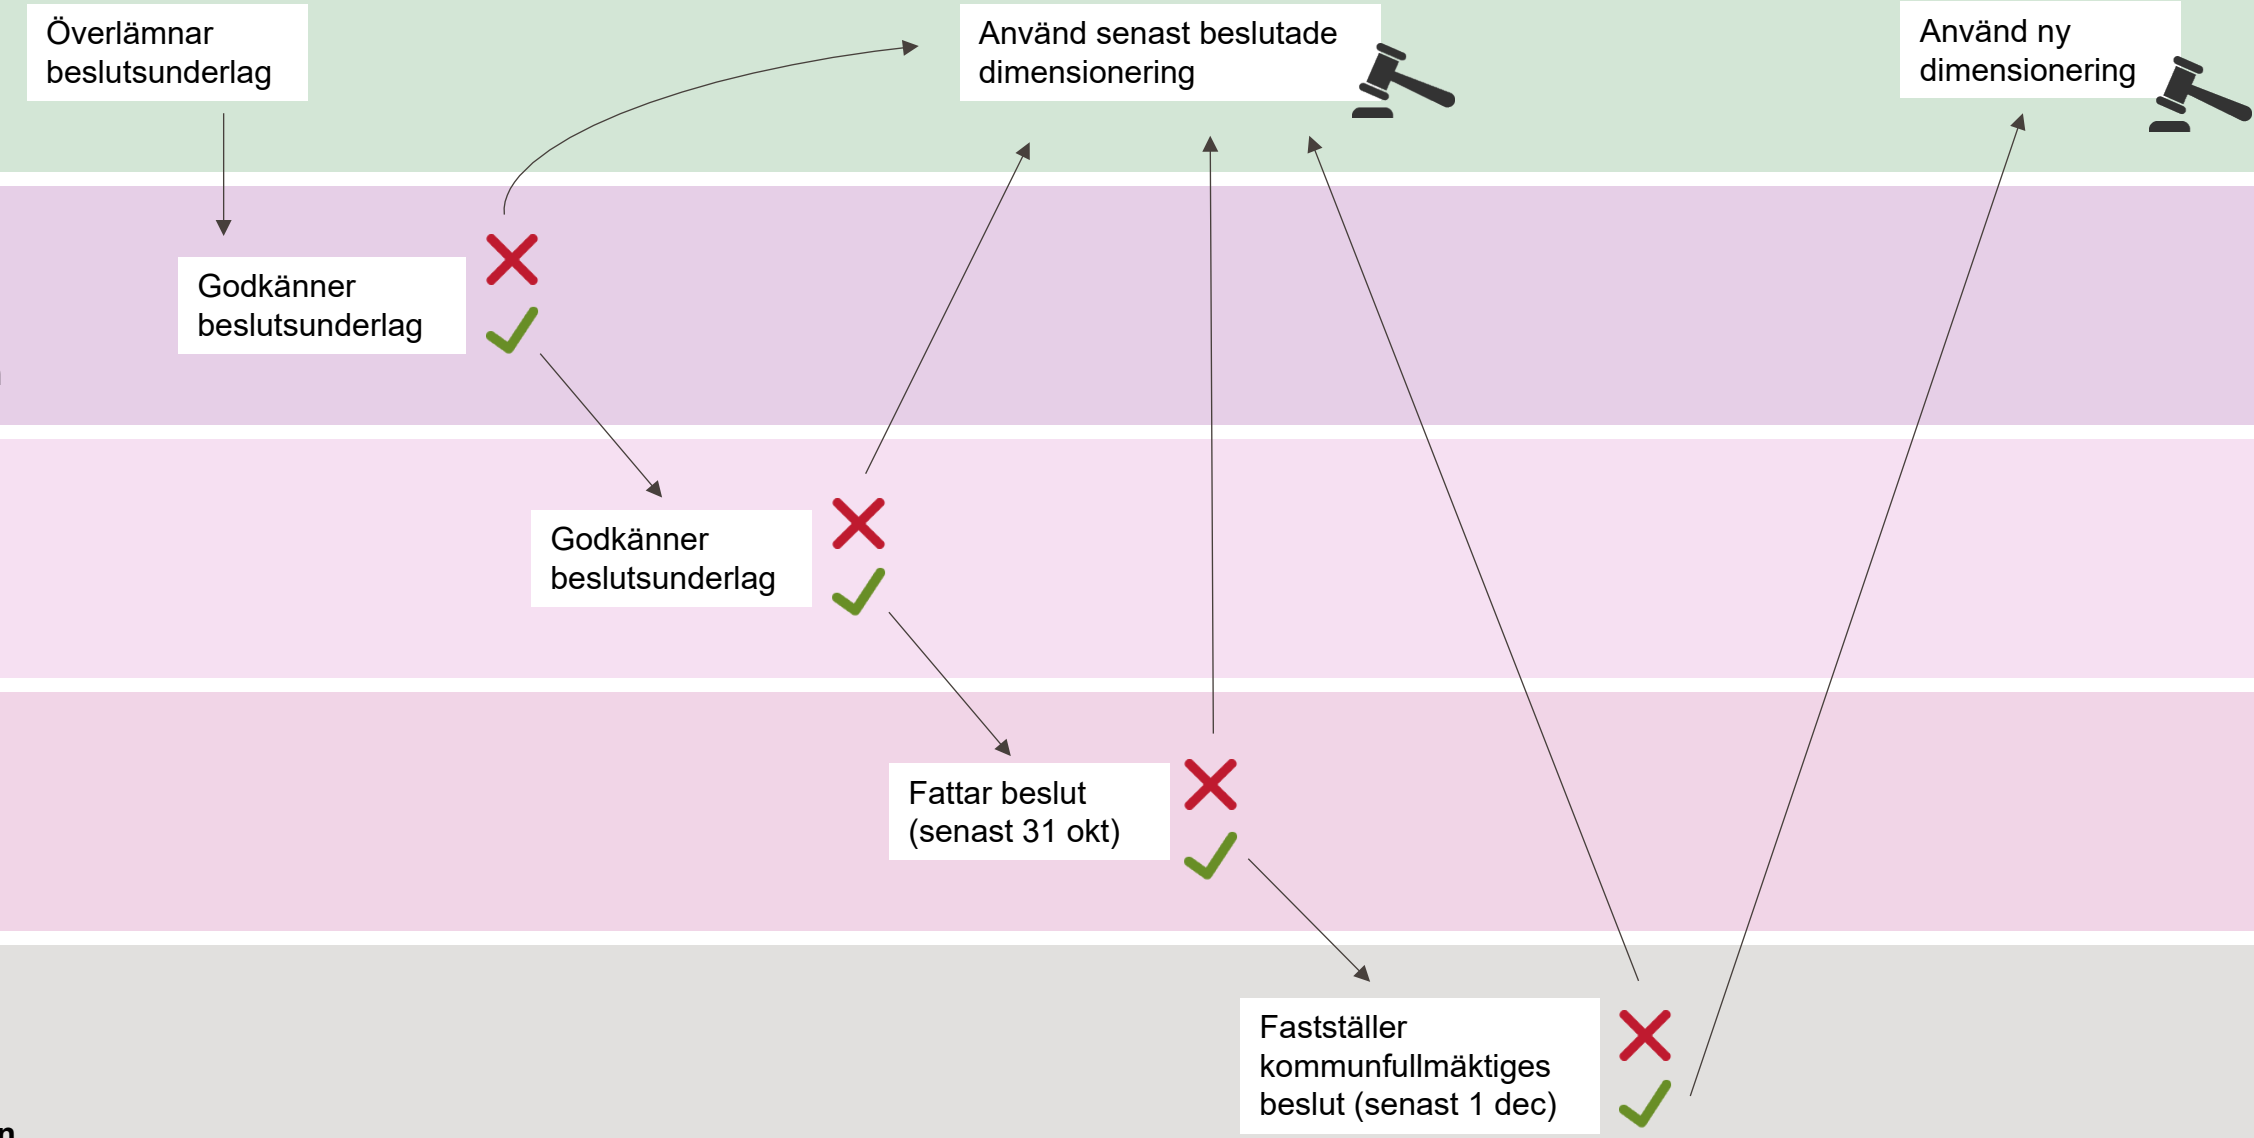 Överlämnar
beslutsunderlag
Använd senast beslutade
dimensionering
Använd ny
dimensionering
Godkänner
beslutsunderlag
Godkänner
beslutsunderlag
Fattar beslut
(senast 31 okt)
Fastställer
kommunfullmäktiges
beslut (senast 1 dec)